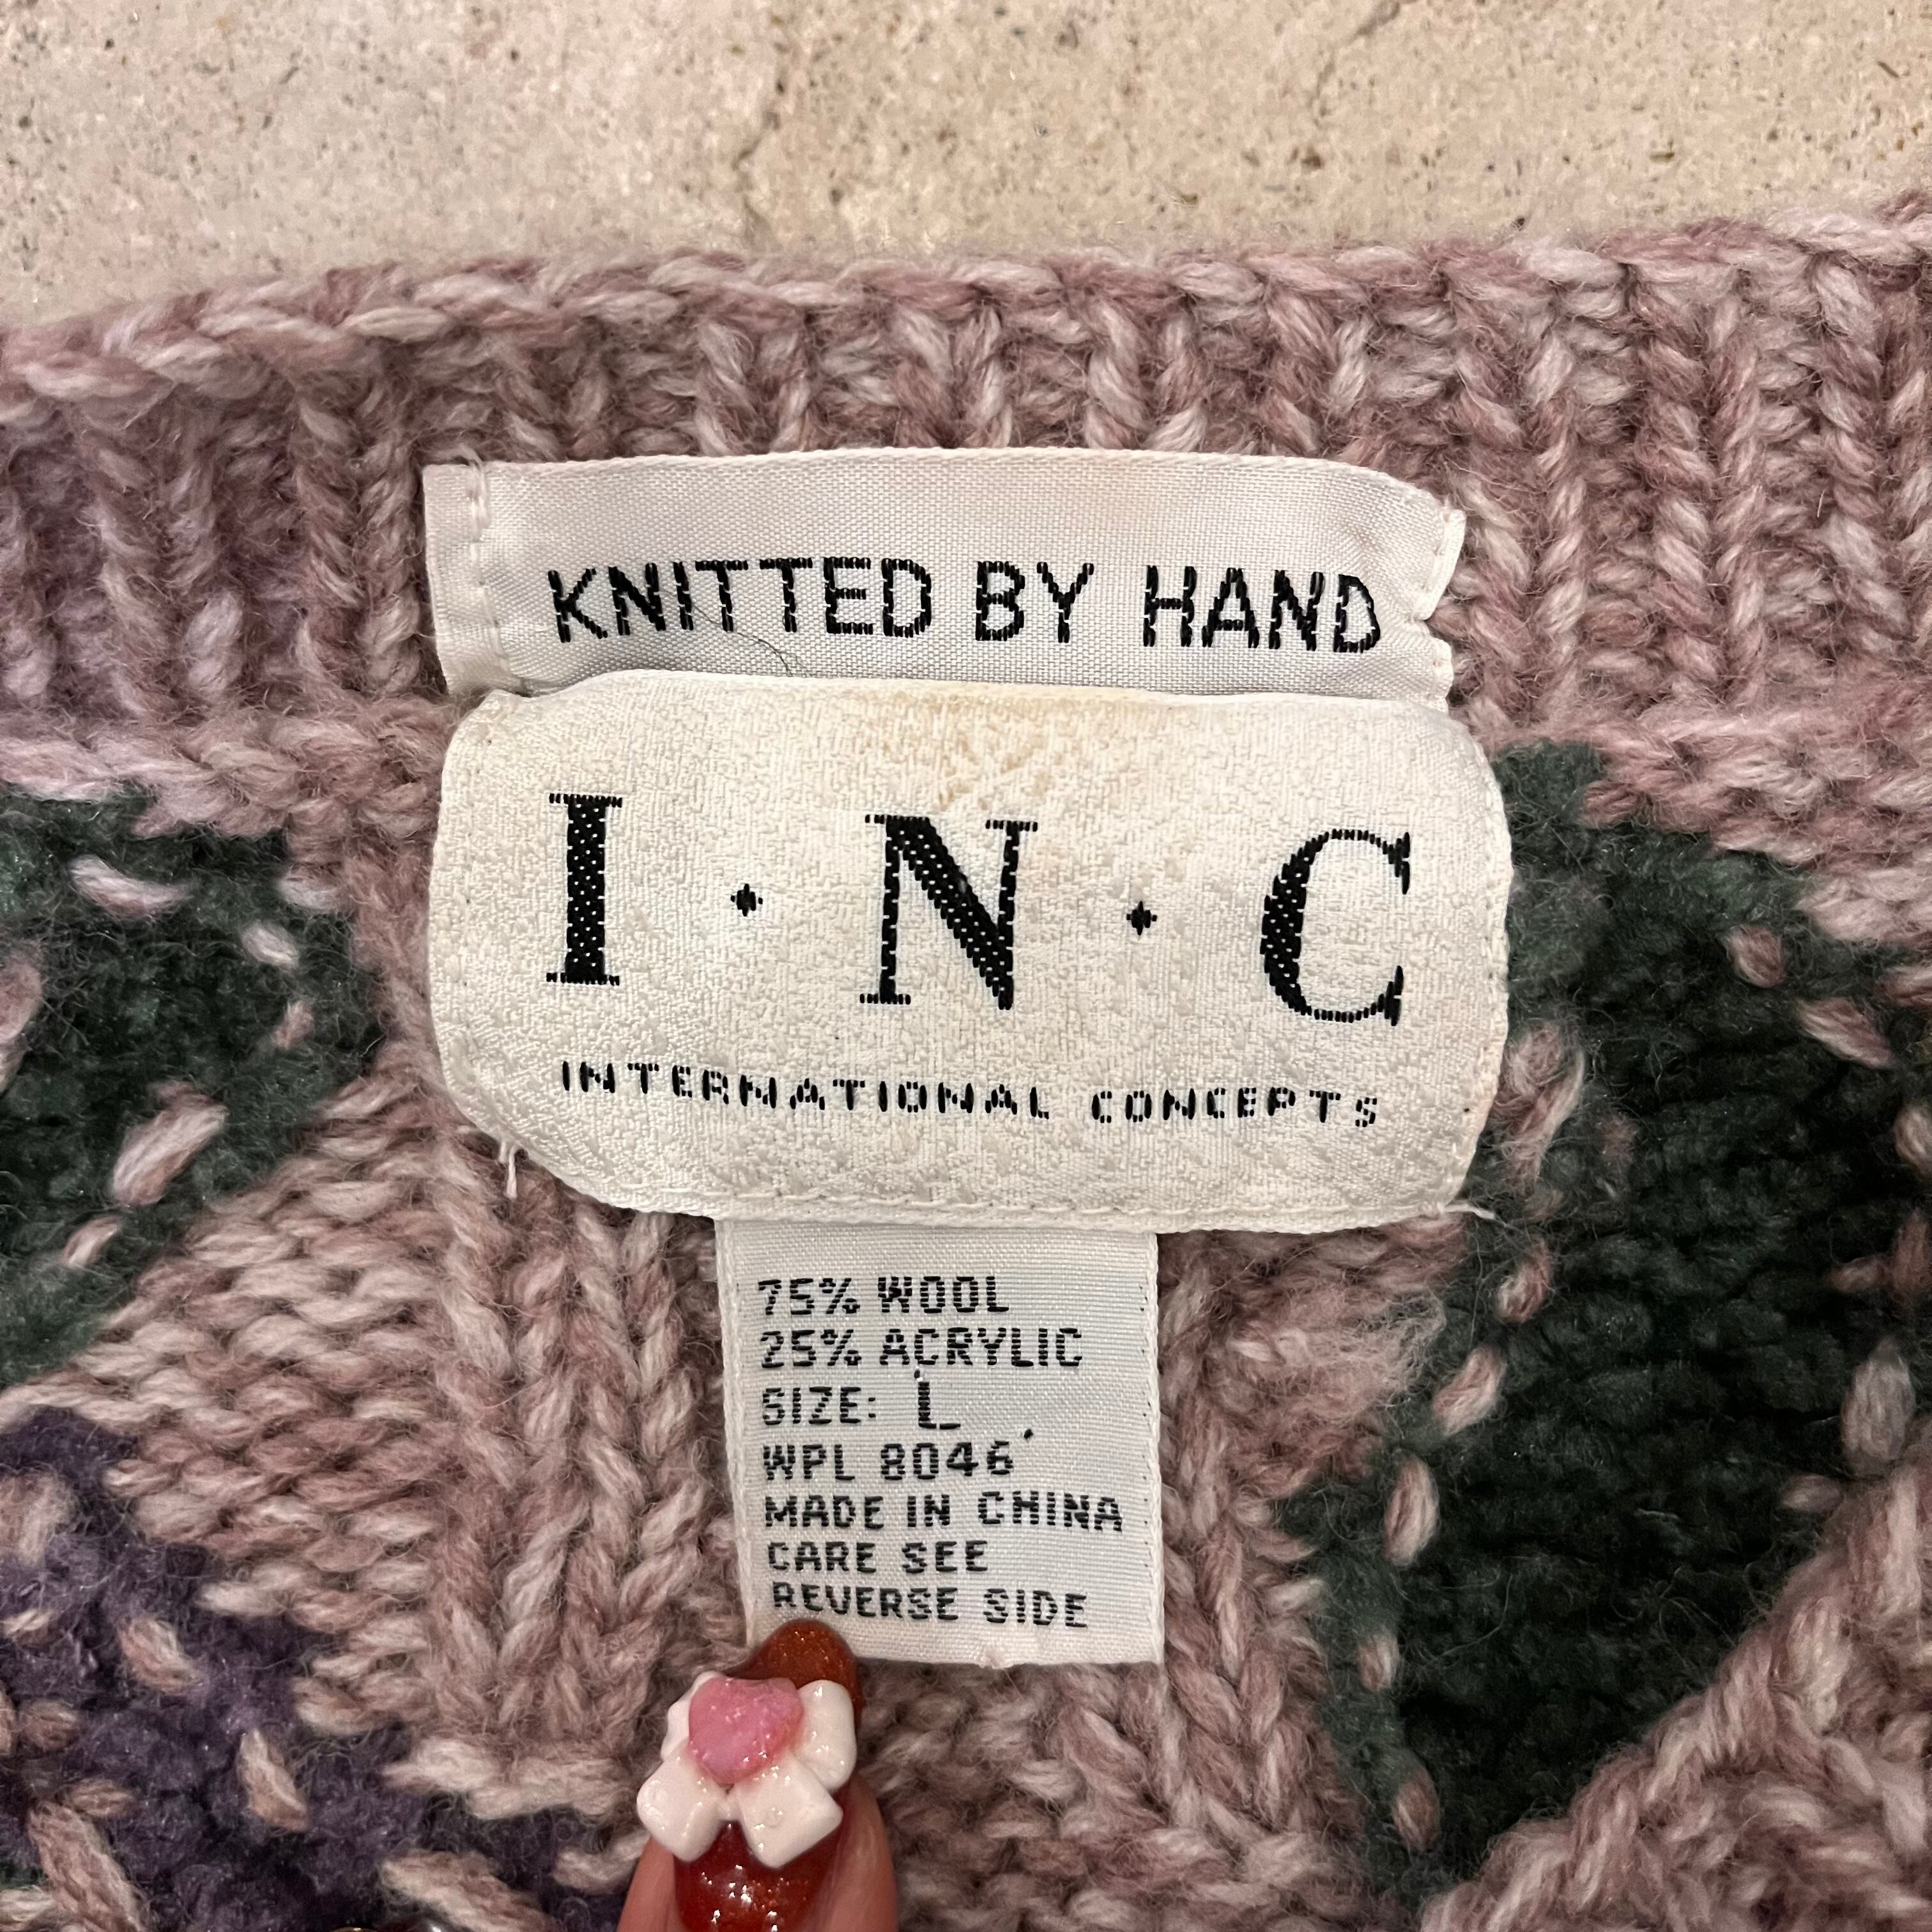 KNITTED BY HAND
I · N · C
INTERNATIONAL CONCEPTS
75% WOOL
25% ACRYLIC
SIZE: L
WPL 8046
MADE IN CHINA
CARE SEE
REVERSE SIDE